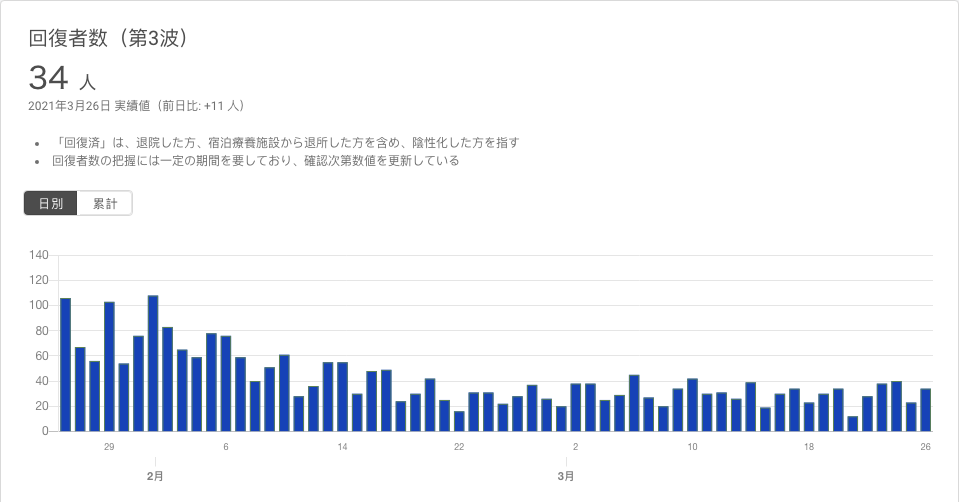 回復者数（第3波）
34 人
2021年3月26日 実績値（前日比: +11 人）
• 「回復済」は、退院した方、宿泊療養施設から退所した方を含め、陰性化した方を指す
• 回復者数の把握には一定の期間を要しており、確認次第数値を更新している
日別 累計
140
120
100
80
60
40
20
0
29 6 14 22 2 10 18 26
2月 3月